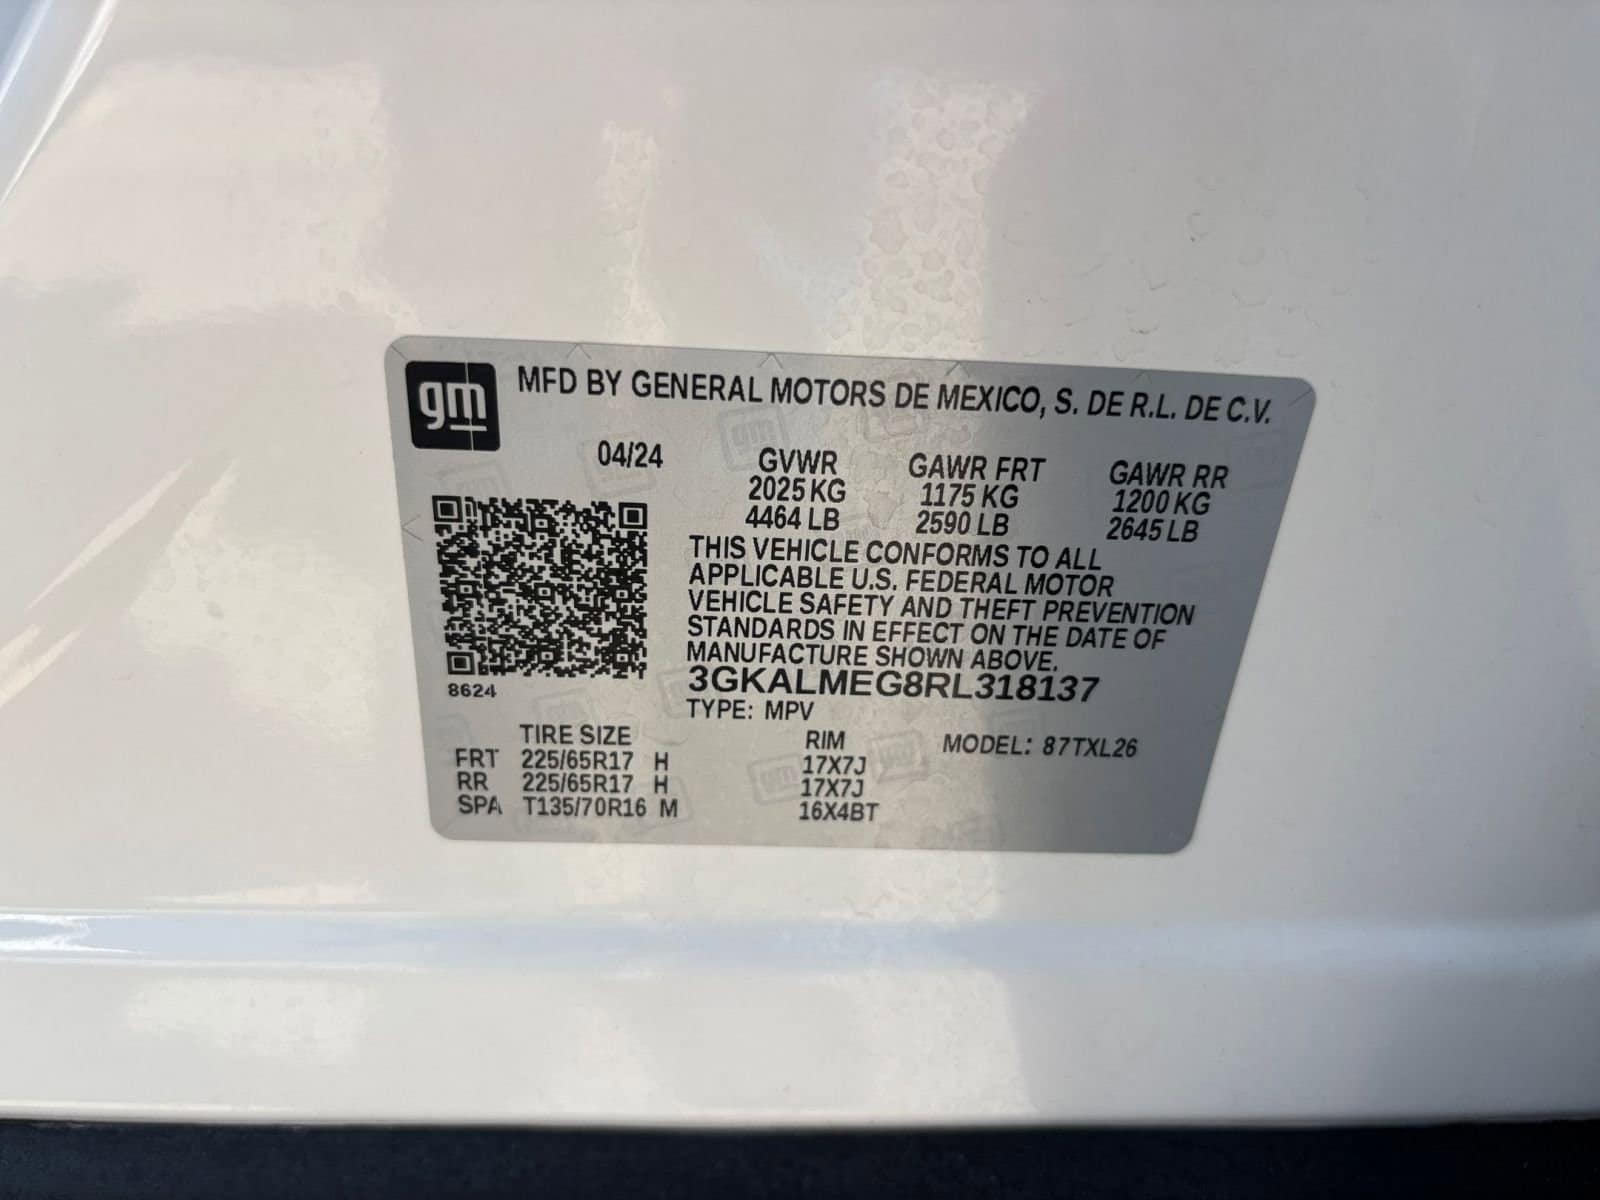 gm
MFD BY GENERAL MOTORS DE MEXICO, S. DE R.L. DE C.V.
04/24 GVWR GAWR FRT GAWR RR
2025 KG 1175 KG 1200 KG
4464 LB 2590 LB 2645 LB
THIS VEHICLE CONFORMS TO ALL
APPLICABLE U.S. FEDERAL MOTOR
VEHICLE SAFETY AND THEFT PREVENTION
STANDARDS IN EFFECT ON THE DATE OF
MANUFACTURE SHOWN ABOVE.
3GKALMEG8RL318137
8624
TYPE: MPV
TIRE SIZE RIM MODEL: 87TXL26
FRT 225/65R17 H 17X7J
RR 225/65R17 H 17X7J
SPA T135/70R16 M 16X4BT